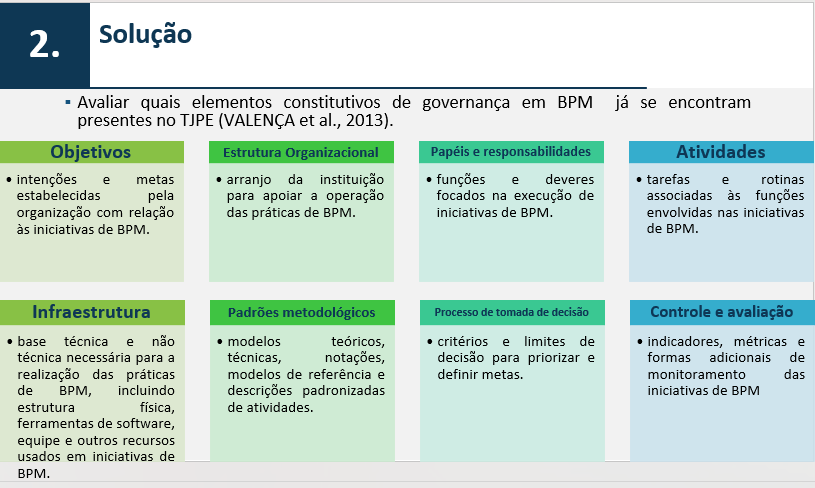 2.
Solução
▪ Avaliar quais elementos constitutivos de governança em BPM já se encontram
presentes no TJPE (VALENÇA et al., 2013).
Objetivos
• intenções e metas
estabelecidas pela
organização com relação
às iniciativas de BPM.
Estrutura Organizacional
• arranjo da instituição
para apoiar a operação
das práticas de BPM.
Papéis e responsabilidades
• funções e deveres
focados na execução de
iniciativas de BPM.
Atividades
• tarefas e rotinas
associadas às funções
envolvidas nas iniciativas
de BPM.
Infraestrutura
• base técnica e não
técnica necessária para a
realização das práticas
de BPM, incluindo
estrutura física,
ferramentas de software,
equipe e outros recursos
usados em iniciativas de
BPM.
Padrões metodológicos
• modelos teóricos,
técnicas, notações,
modelos de referência e
descrições padronizadas
de atividades.
Processo de tomada de decisão
• critérios e limites de
decisão para priorizar e
definir metas.
Controle e avaliação
• indicadores, métricas e
formas adicionais de
monitoramento das
iniciativas de BPM